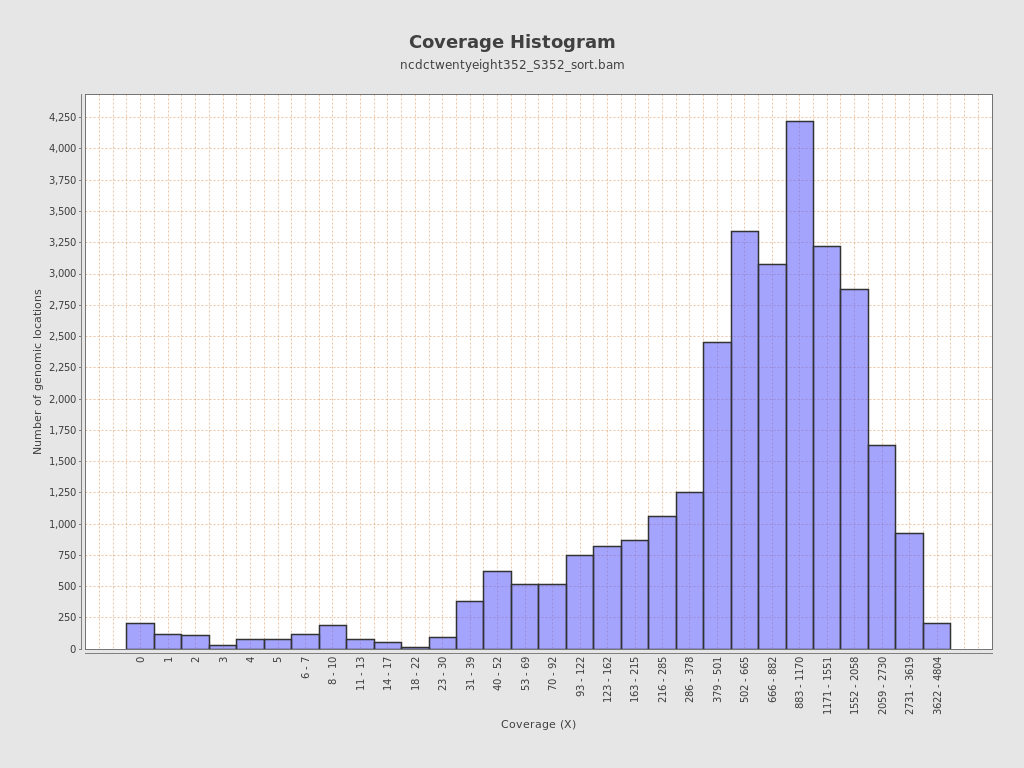 Coverage Histogram
ncdctwentyeight352_S352_sort.bam
Number of genomic locations
4,250
4,000
3,750
3,500
3,250
3,000
2,750
2,500
2,250
2,000
1,750
1,500
1,250
1,000
750
500
250
0
0
1
2
3
4
5
6 - 7
8 - 10
11 - 13
14 - 17
18 - 22
23 - 30
31 - 39
40 - 52
53 - 69
70 - 92
93 - 122
123 - 162
163 - 215
216 - 285
286 - 378
379 - 501
502 - 665
666 - 882
883 - 1170
1171 - 1551
1552 - 2058
2059 - 2730
2731 - 3619
3622 - 4804
Coverage (X)